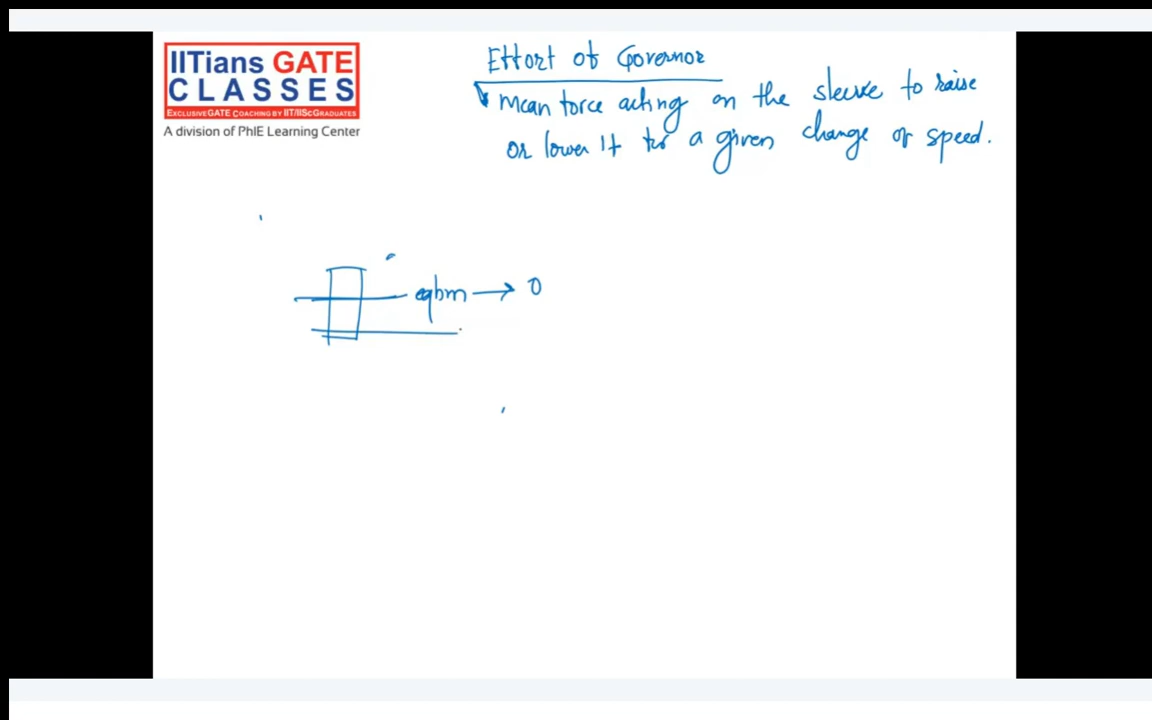 IITians GATE
CLASSES
EXCLUSIVE GATE COACHING BY IIT/IISc GRADUATES
A division of PhIE Learning Center
Effort of Governor
Mean force acting on the sleeve to raise
or lower it for a given change of speed.
eqbm → 0